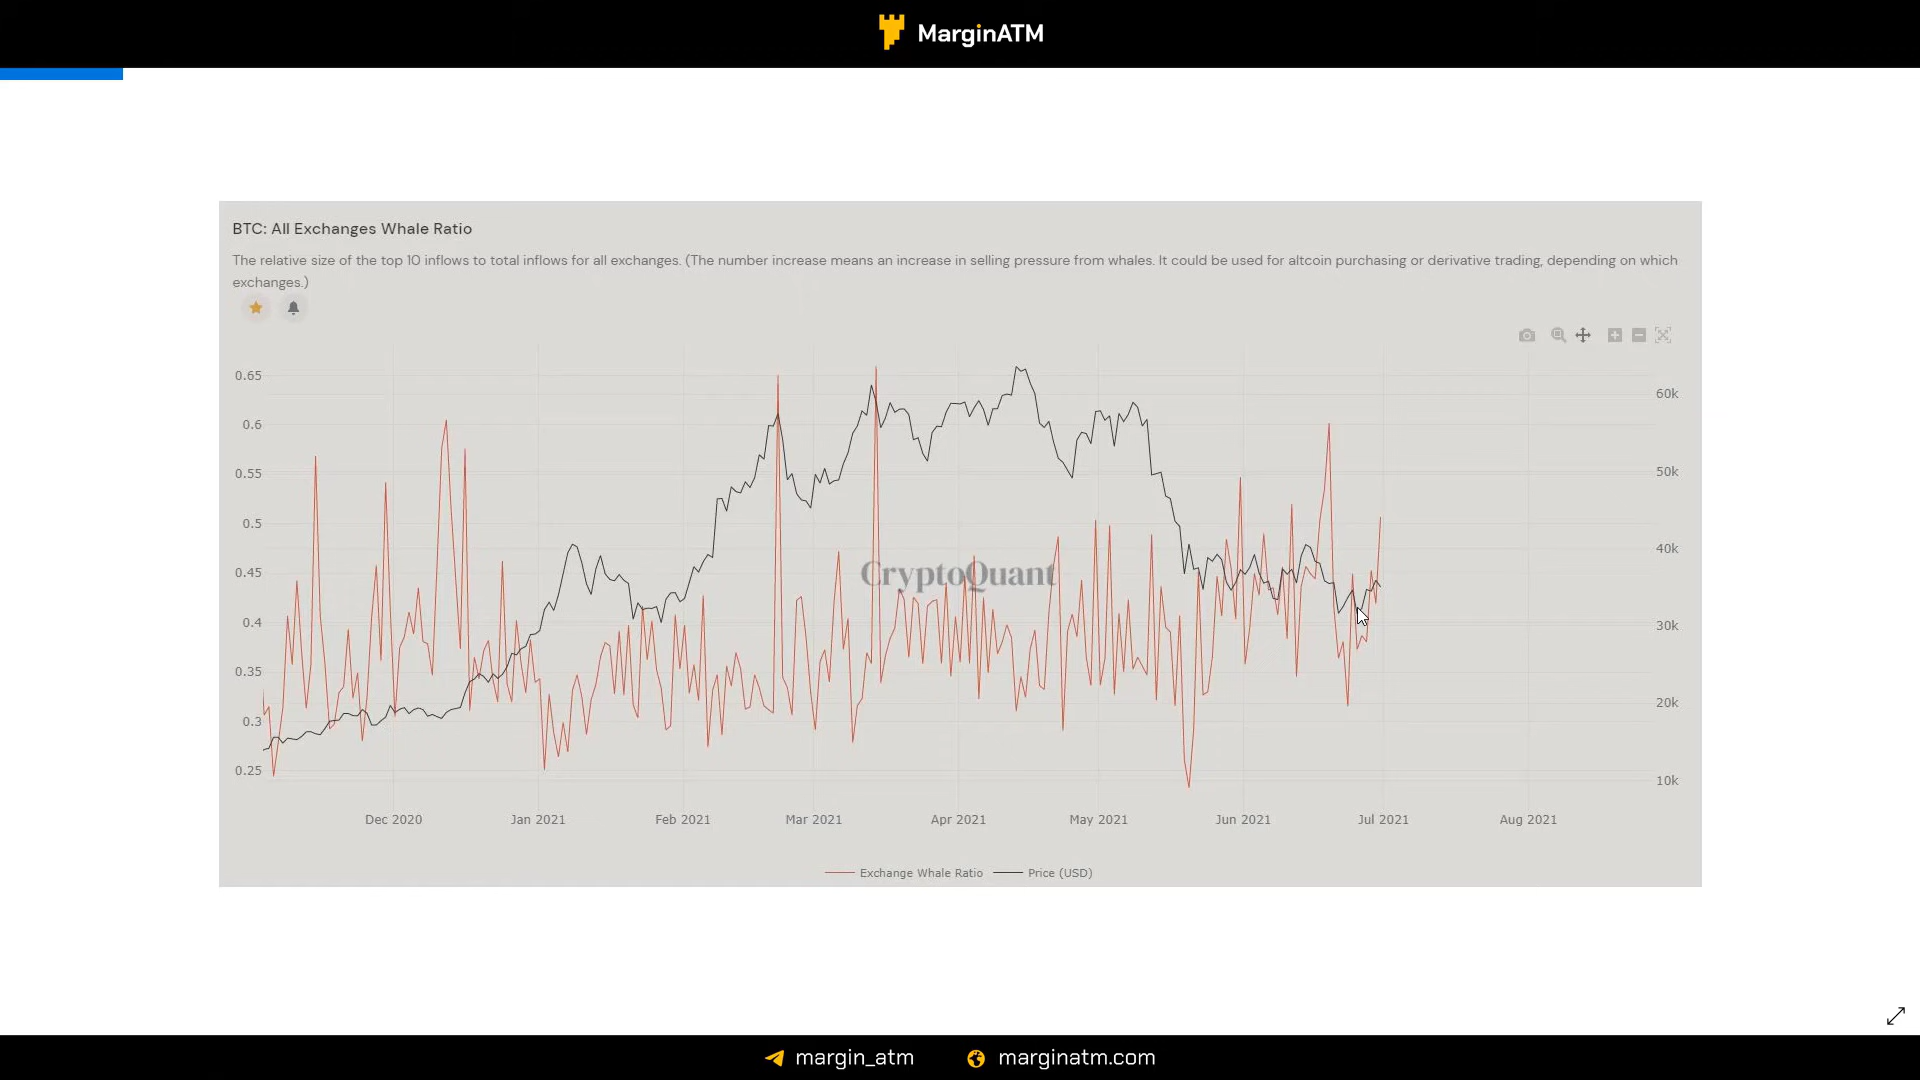 MarginATM
BTC: All Exchanges Whale Ratio
The relative size of the top 10 inflows to total inflows for all exchanges. (The number increase means an increase in selling pressure from whales. It could be used for altcoin purchasing or derivative trading, depending on which
exchanges.)
0.65
60k
0.6
0.55
50k
0.5
40k
0.45
CryptoQuant
0.4
30k
0.35
20k
0.3
0.25
10k
Dec 2020 Jan 2021 Feb 2021 Mar 2021 Apr 2021 May 2021 Jun 2021 Jul 2021 Aug 2021
Exchange Whale Ratio Price (USD)
margin_atm marginatm.com